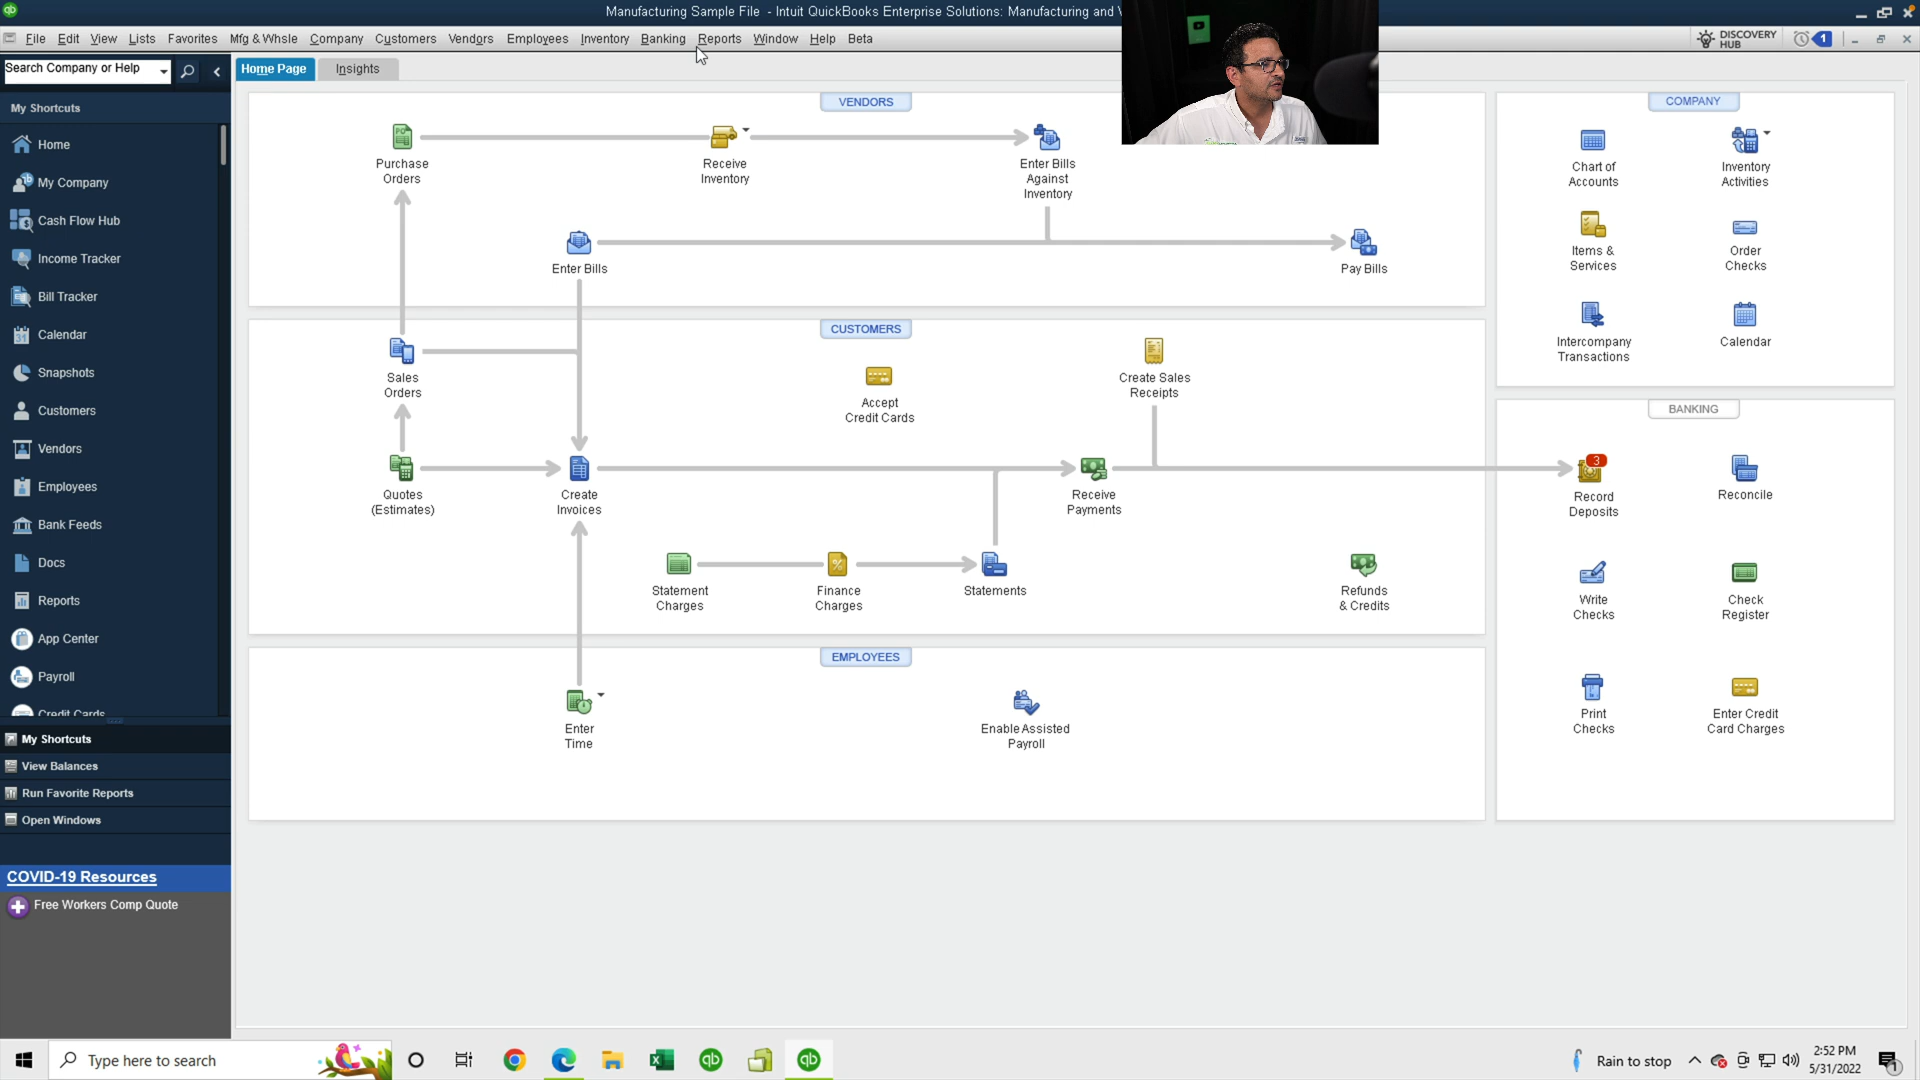 Manufacturing Sample File - Intuit QuickBooks Enterprise Solutions: Manufacturing and
File Edit View Lists Favorites Mfg & Whsle Company Customers Vendors Employees Inventory Banking Reports Window Help Beta
DISCOVERY HUB
1
Search Company or Help
Home Page
Insights
My Shortcuts
Home
My Company
Cash Flow Hub
Income Tracker
Bill Tracker
Calendar
Snapshots
Customers
Vendors
Employees
Bank Feeds
Docs
Reports
App Center
Payroll
Credit Cards
My Shortcuts
View Balances
Run Favorite Reports
Open Windows
COVID-19 Resources
Free Workers Comp Quote
VENDORS
Purchase
Orders
Receive
Inventory
Enter Bills
Against
Inventory
Enter Bills
Pay Bills
CUSTOMERS
Sales
Orders
Accept
Credit Cards
Create Sales
Receipts
Quotes
(Estimates)
Create
Invoices
Receive
Payments
Statement
Charges
Finance
Charges
Statements
Refunds
& Credits
EMPLOYEES
Enter
Time
Enable Assisted
Payroll
COMPANY
Chart of
Accounts
Inventory
Activities
Items &
Services
Order
Checks
Intercompany
Transactions
Calendar
BANKING
3
Record
Deposits
Reconcile
Write
Checks
Check
Register
Print
Checks
Enter Credit
Card Charges
Type here to search
Rain to stop
2:52 PM
5/31/2022
1